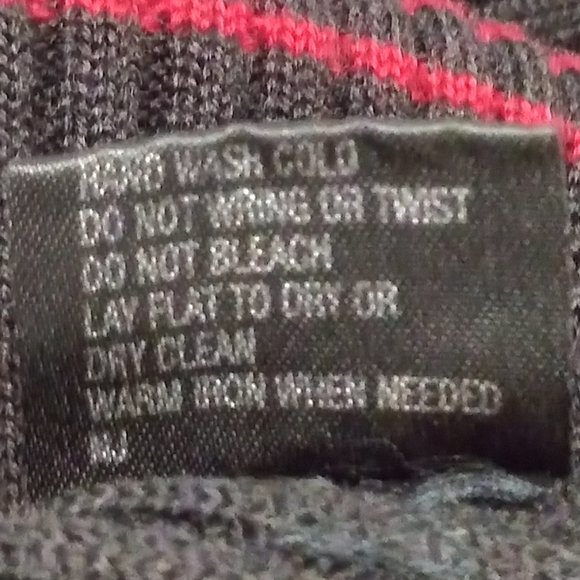 HAND WASH COLD
DO NOT WRING OR TWIST
DO NOT BLEACH
LAY FLAT TO DRY OR
DRY CLEAN
WARM IRON WHEN NEEDED
NJ